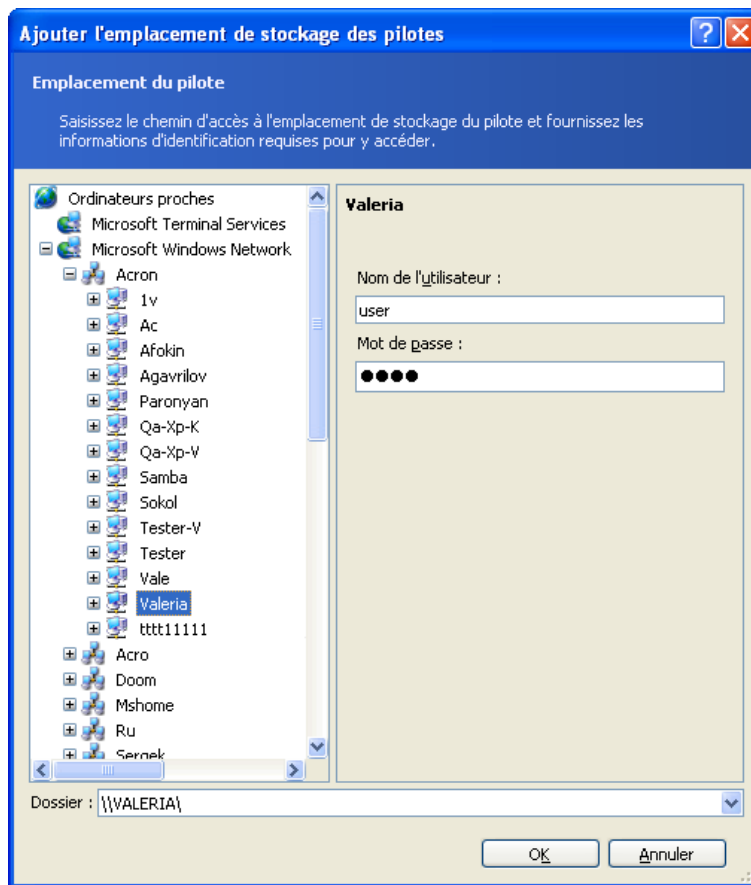 Ajouter l'emplacement de stockage des pilotes
Emplacement du pilote
Saisissez le chemin d'accès à l'emplacement de stockage du pilote et fournissez les
informations d'identification requises pour y accéder.
Ordinateurs proches
Microsoft Terminal Services
Microsoft Windows Network
Acron
1v
Ac
Afokin
Agavrilov
Paronyan
Qa-Xp-K
Qa-Xp-V
Samba
Sokol
Tester-V
Tester
Vale
Valeria
tttt11111
Acro
Doom
Mshome
Ru
Sergek
Valeria
Nom de l'utilisateur :
user
Mot de passe :
●●●●
Dossier : \\VALERIA\
OK
Annuler